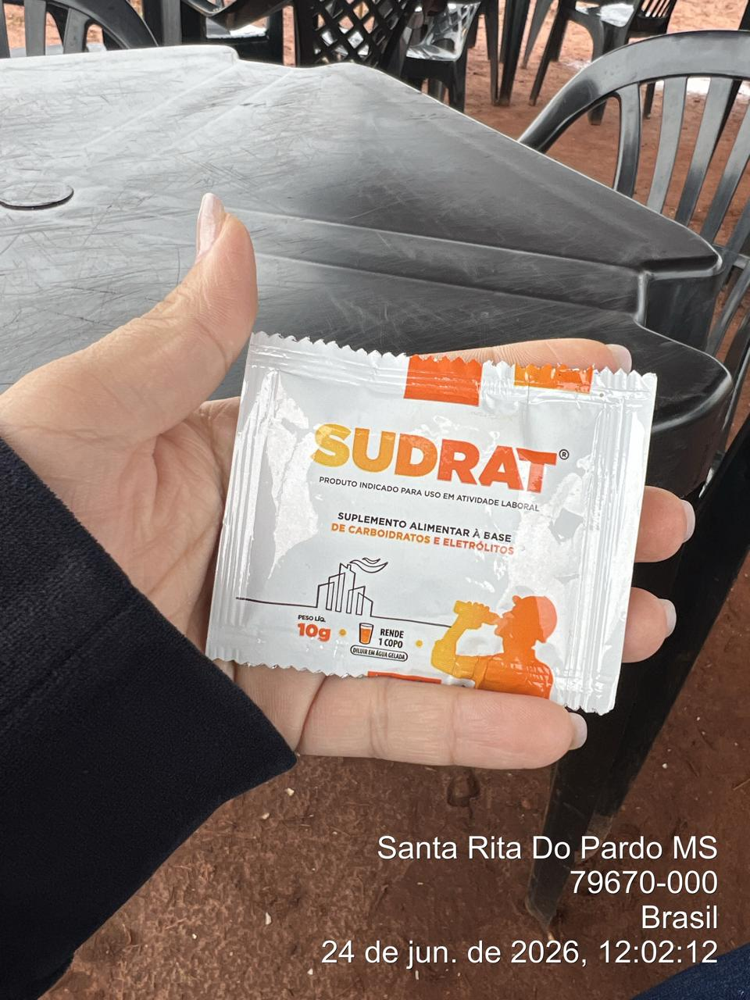 SUDRAT®
PRODUTO INDICADO PARA USO EM ATIVIDADE LABORAL
SUPLEMENTO ALIMENTAR À BASE
DE CARBOIDRATOS E ELETRÓLITOS
PESO LÍQ.
10g
RENDE
1 COPO
DILUIR EM ÁGUA GELADA
Santa Rita Do Pardo MS
79670-000
Brasil
24 de jun. de 2026, 12:02:12